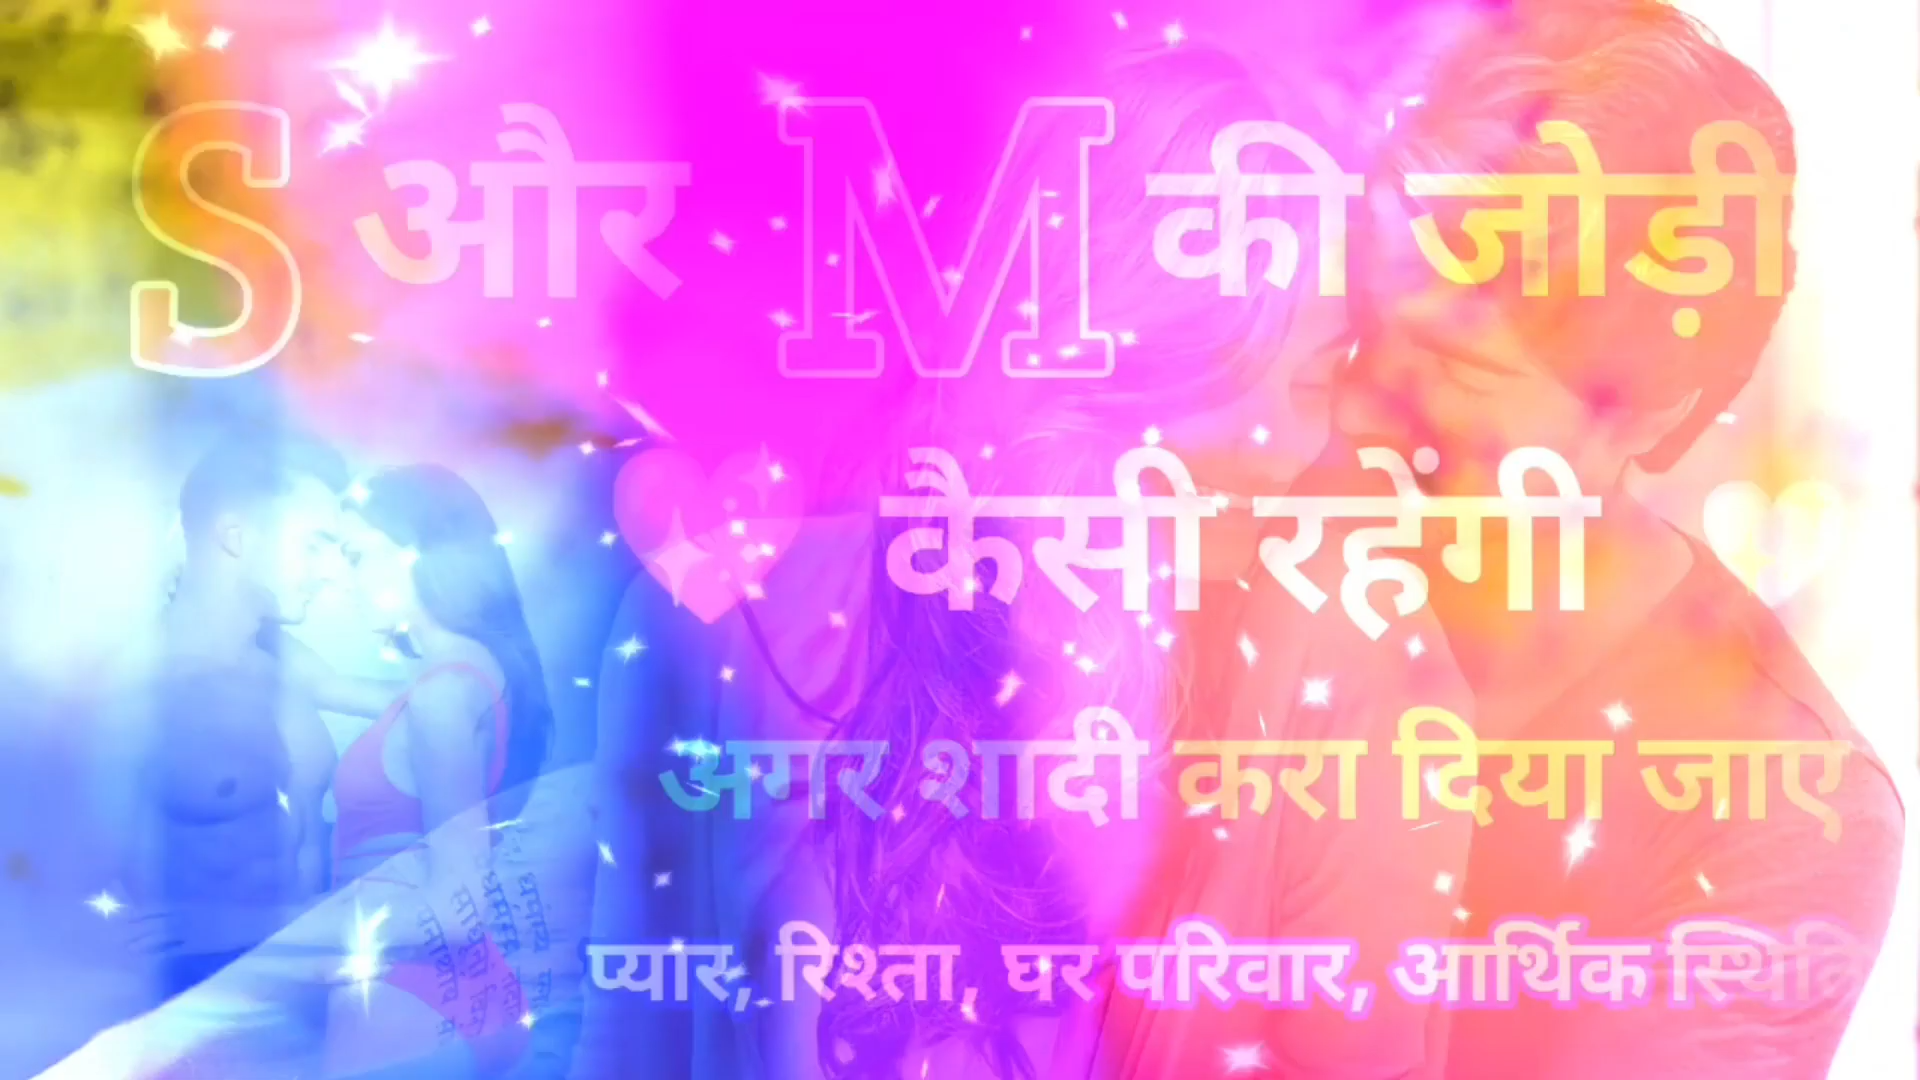 S और M की जोड़ी
कैसी रहेंगी
अगर शादी करा दिया जाए
प्यार, रिश्ता, घर परिवार, आर्थिक स्थिति